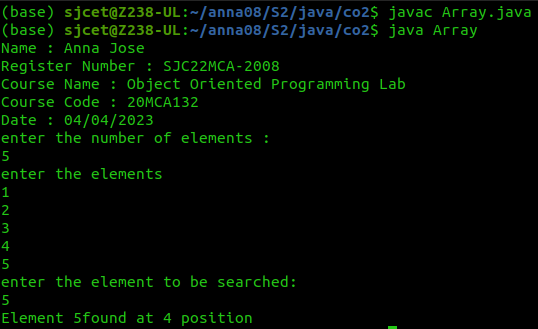 (base) sjcet@Z238-UL:~/anna08/S2/java/co2$ javac Array.java
(base) sjcet@Z238-UL:~/anna08/S2/java/co2$ java Array
Name : Anna Jose
Register Number : SJC22MCA-2008
Course Name : Object Oriented Programming Lab
Course Code : 20MCA132
Date : 04/04/2023
enter the number of elements :
5
enter the elements
1
2
3
4
5
enter the element to be searched:
5
Element 5found at 4 position